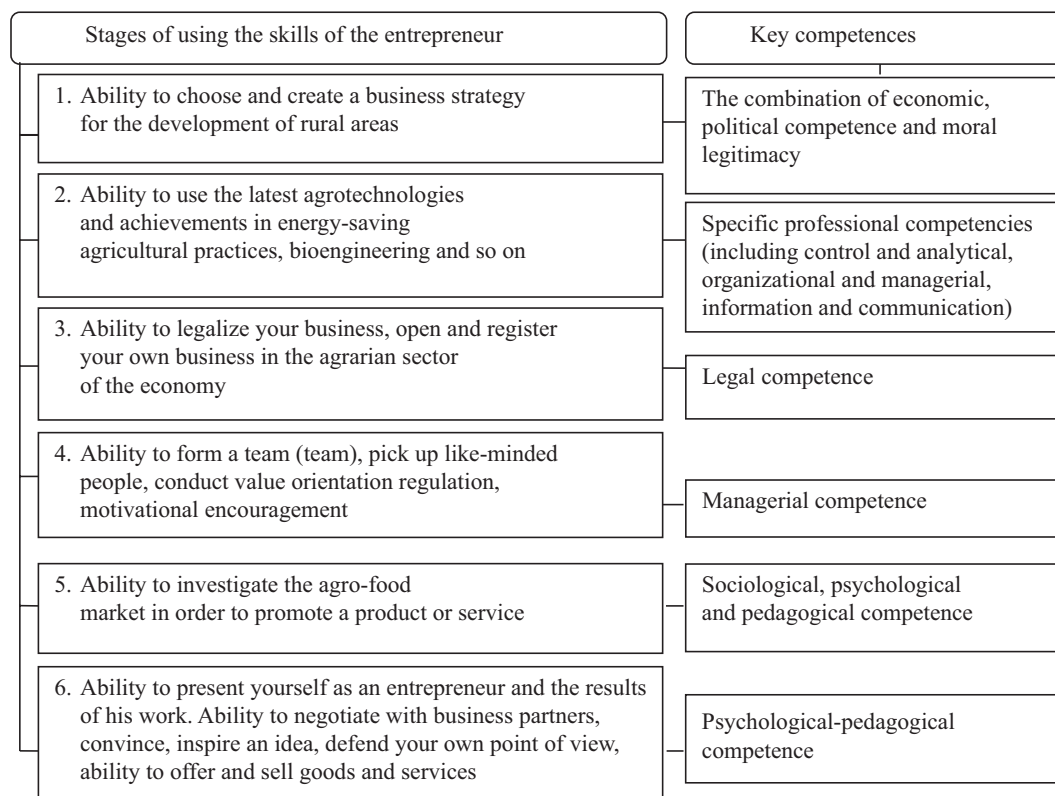 Stages of using the skills of the entrepreneur
Key competences
1. Ability to choose and create a business strategy
for the development of rural areas
The combination of economic,
political competence and moral
legitimacy
2. Ability to use the latest agrotechnologies
and achievements in energy-saving
agricultural practices, bioengineering and so on
Specific professional competencies
(including control and analytical,
organizational and managerial,
information and communication)
3. Ability to legalize your business, open and register
your own business in the agrarian sector
of the economy
Legal competence
4. Ability to form a team (team), pick up like-minded
people, conduct value orientation regulation,
motivational encouragement
Managerial competence
5. Ability to investigate the agro-food
market in order to promote a product or service
Sociological, psychological
and pedagogical competence
6. Ability to present yourself as an entrepreneur and the results
of his work. Ability to negotiate with business partners,
convince, inspire an idea, defend your own point of view,
ability to offer and sell goods and services
Psychological-pedagogical
competence